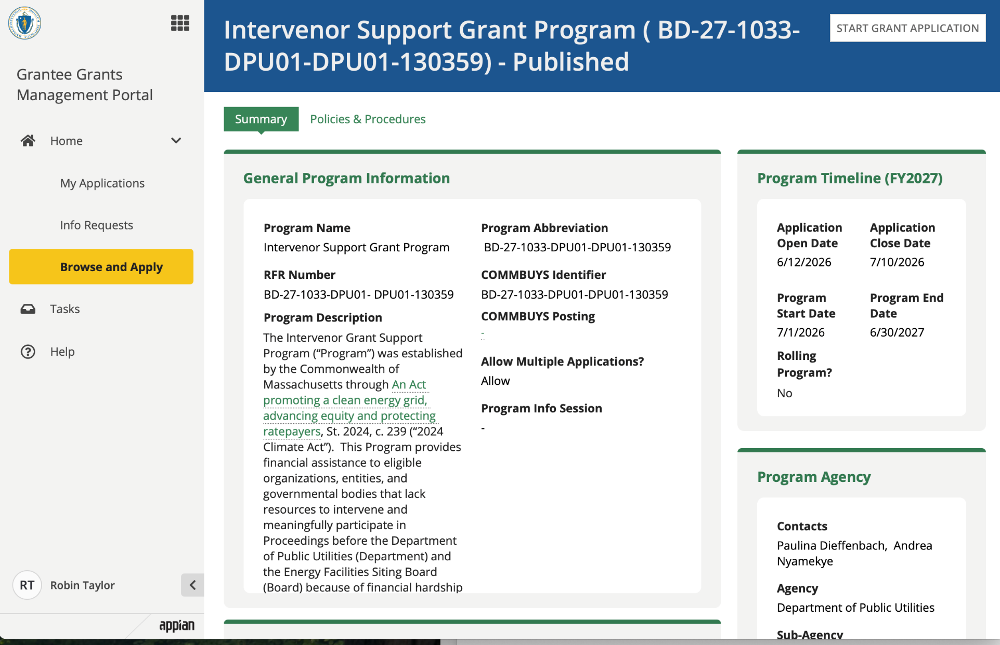 Grantee Grants
Management Portal
Home
My Applications
Info Requests
Browse and Apply
Tasks
Help
RT
Robin Taylor
appian
Intervenor Support Grant Program ( BD-27-1033-
DPU01-DPU01-130359) - Published
START GRANT APPLICATION
Summary
Policies & Procedures
General Program Information
Program Name
Intervenor Support Grant Program
RFR Number
BD-27-1033-DPU01- DPU01-130359
Program Description
The Intervenor Grant Support
Program (“Program”) was established
by the Commonwealth of
Massachusetts through An Act
promoting a clean energy grid,
advancing equity and protecting
ratepayers, St. 2024, c. 239 (“2024
Climate Act”).  This Program provides
financial assistance to eligible
organizations, entities, and
governmental bodies that lack
resources to intervene and
meaningfully participate in
Proceedings before the Department
of Public Utilities (Department) and
the Energy Facilities Siting Board
(Board) because of financial hardship
Program Abbreviation
BD-27-1033-DPU01-DPU01-130359
COMMBUYS Identifier
BD-27-1033-DPU01-DPU01-130359
COMMBUYS Posting
-
Allow Multiple Applications?
Allow
Program Info Session
-
Program Timeline (FY2027)
Application
Open Date
6/12/2026
Application
Close Date
7/10/2026
Program
Start Date
7/1/2026
Program End
Date
6/30/2027
Rolling
Program?
No
Program Agency
Contacts
Paulina Dieffenbach,  Andrea
Nyamekye
Agency
Department of Public Utilities
Sub-Agency